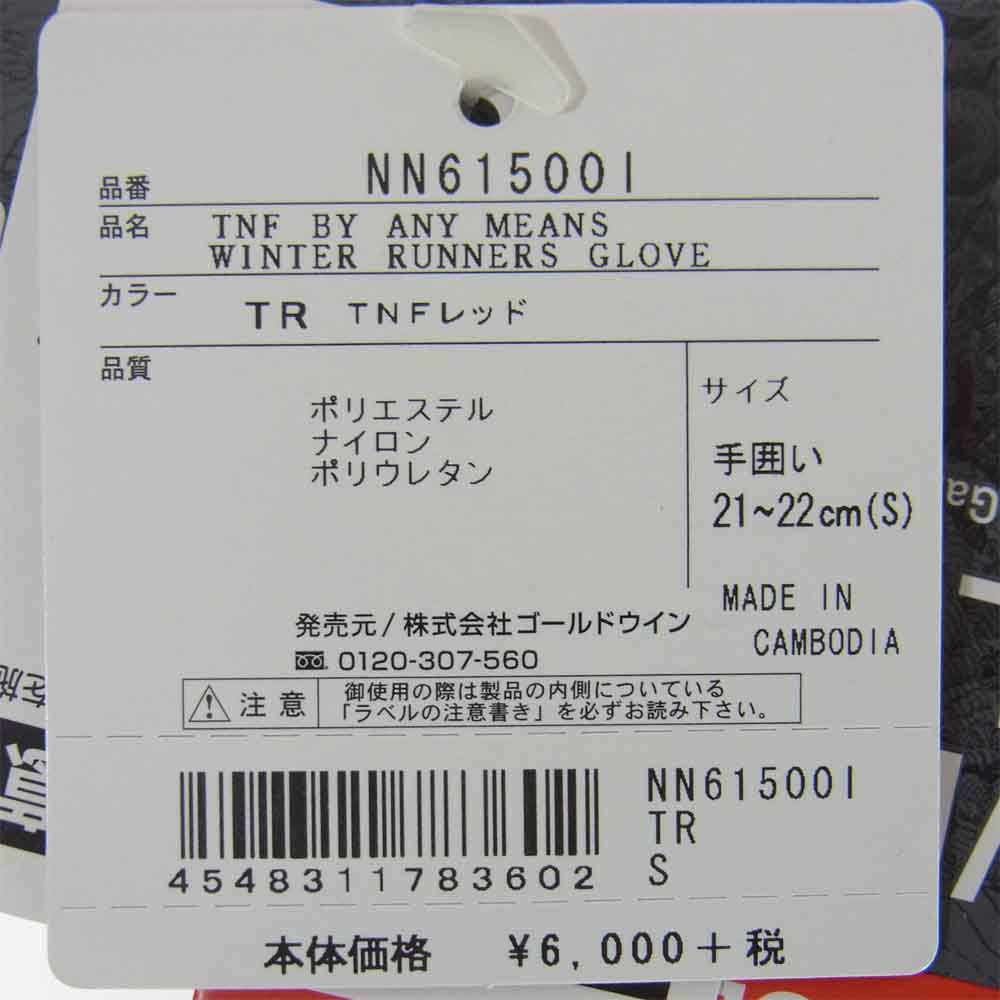 品番 NN61500I
品名 TNF BY ANY MEANS
WINTER RUNNERS GLOVE
カラー TR TNFレッド
品質
ポリエステル
ナイロン
ポリウレタン
サイズ
手囲い
21~22cm(S)
MADE IN
CAMBODIA
発売元/株式会社ゴールドウイン
0120-307-560
注意 御使用の際は製品の内側についている
「ラベルの注意書き」を必ずお読み下さい。
NN61500I
TR
S
4548311783602
本体価格 ¥6,000+税
Ga